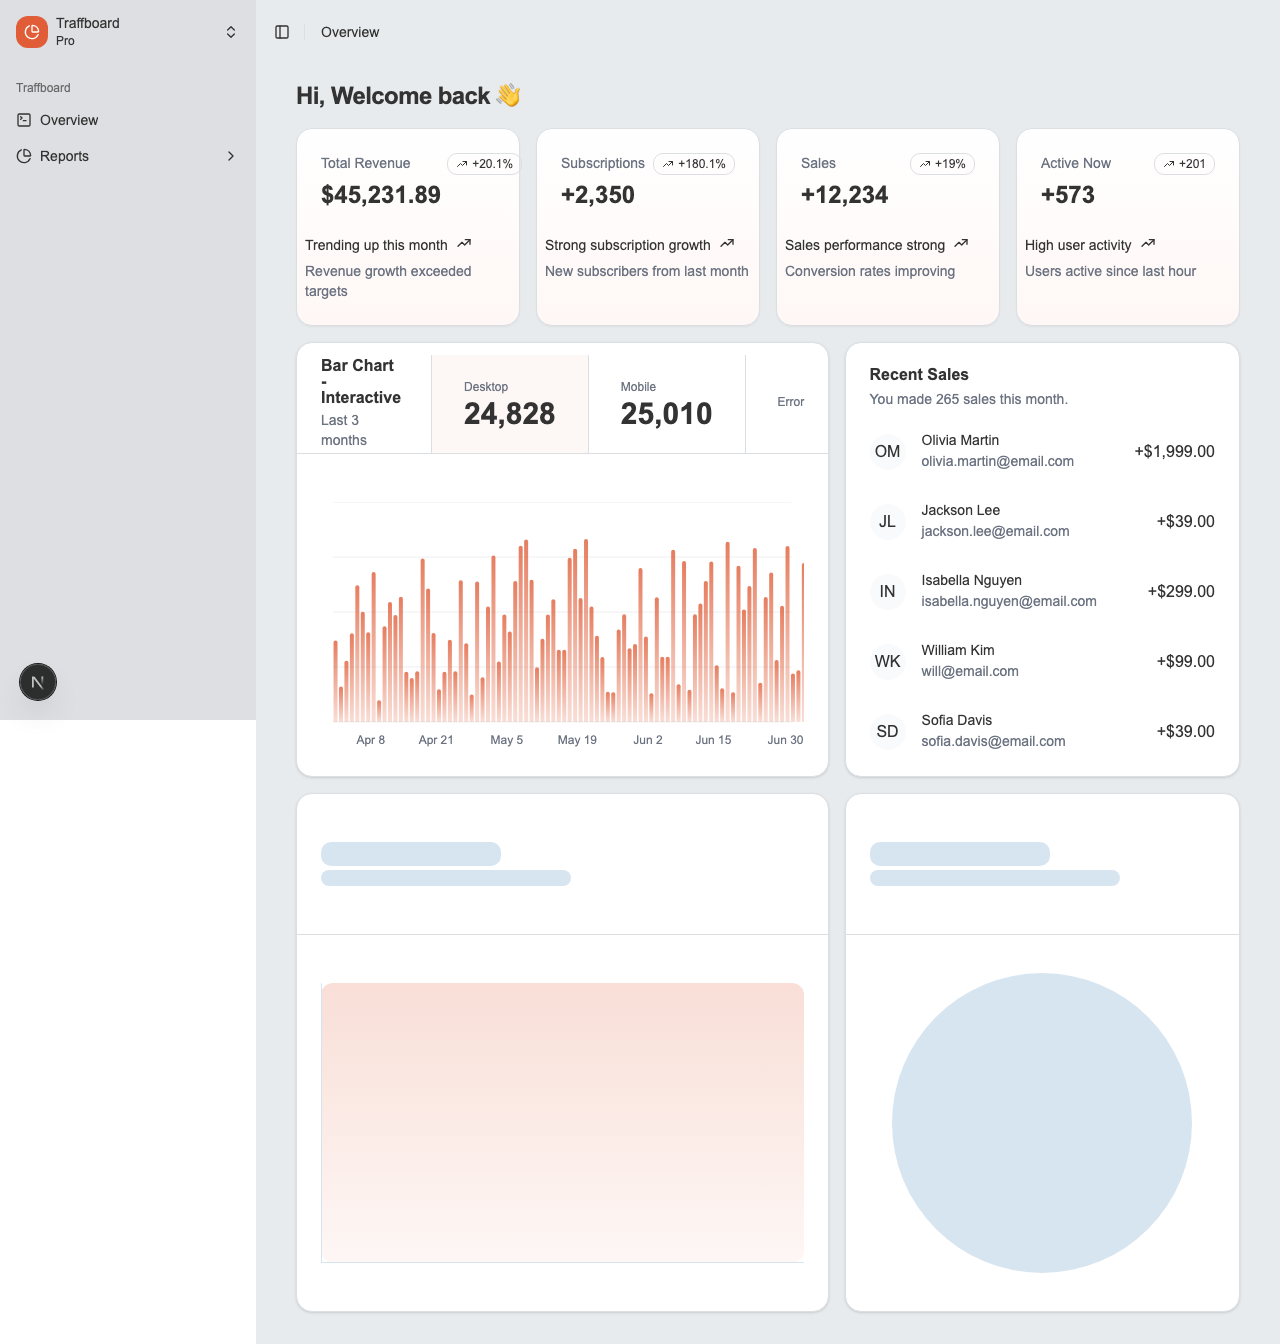 Traffboard
Pro
Overview
Traffboard
Overview
Reports
Hi, Welcome back 👋
Total Revenue
+20.1%
$45,231.89
Trending up this month
Revenue growth exceeded
targets
Subscriptions
+180.1%
+2,350
Strong subscription growth
New subscribers from last month
Sales
+19%
+12,234
Sales performance strong
Conversion rates improving
Active Now
+201
+573
High user activity
Users active since last hour
Bar Chart
-
Interactive
Last 3
months
Desktop
24,828
Mobile
25,010
Error
Apr 8
Apr 21
May 5
May 19
Jun 2
Jun 15
Jun 30
Recent Sales
You made 265 sales this month.
OM
Olivia Martin
olivia.martin@email.com
+$1,999.00
JL
Jackson Lee
jackson.lee@email.com
+$39.00
IN
Isabella Nguyen
isabella.nguyen@email.com
+$299.00
WK
William Kim
will@email.com
+$99.00
SD
Sofia Davis
sofia.davis@email.com
+$39.00
N